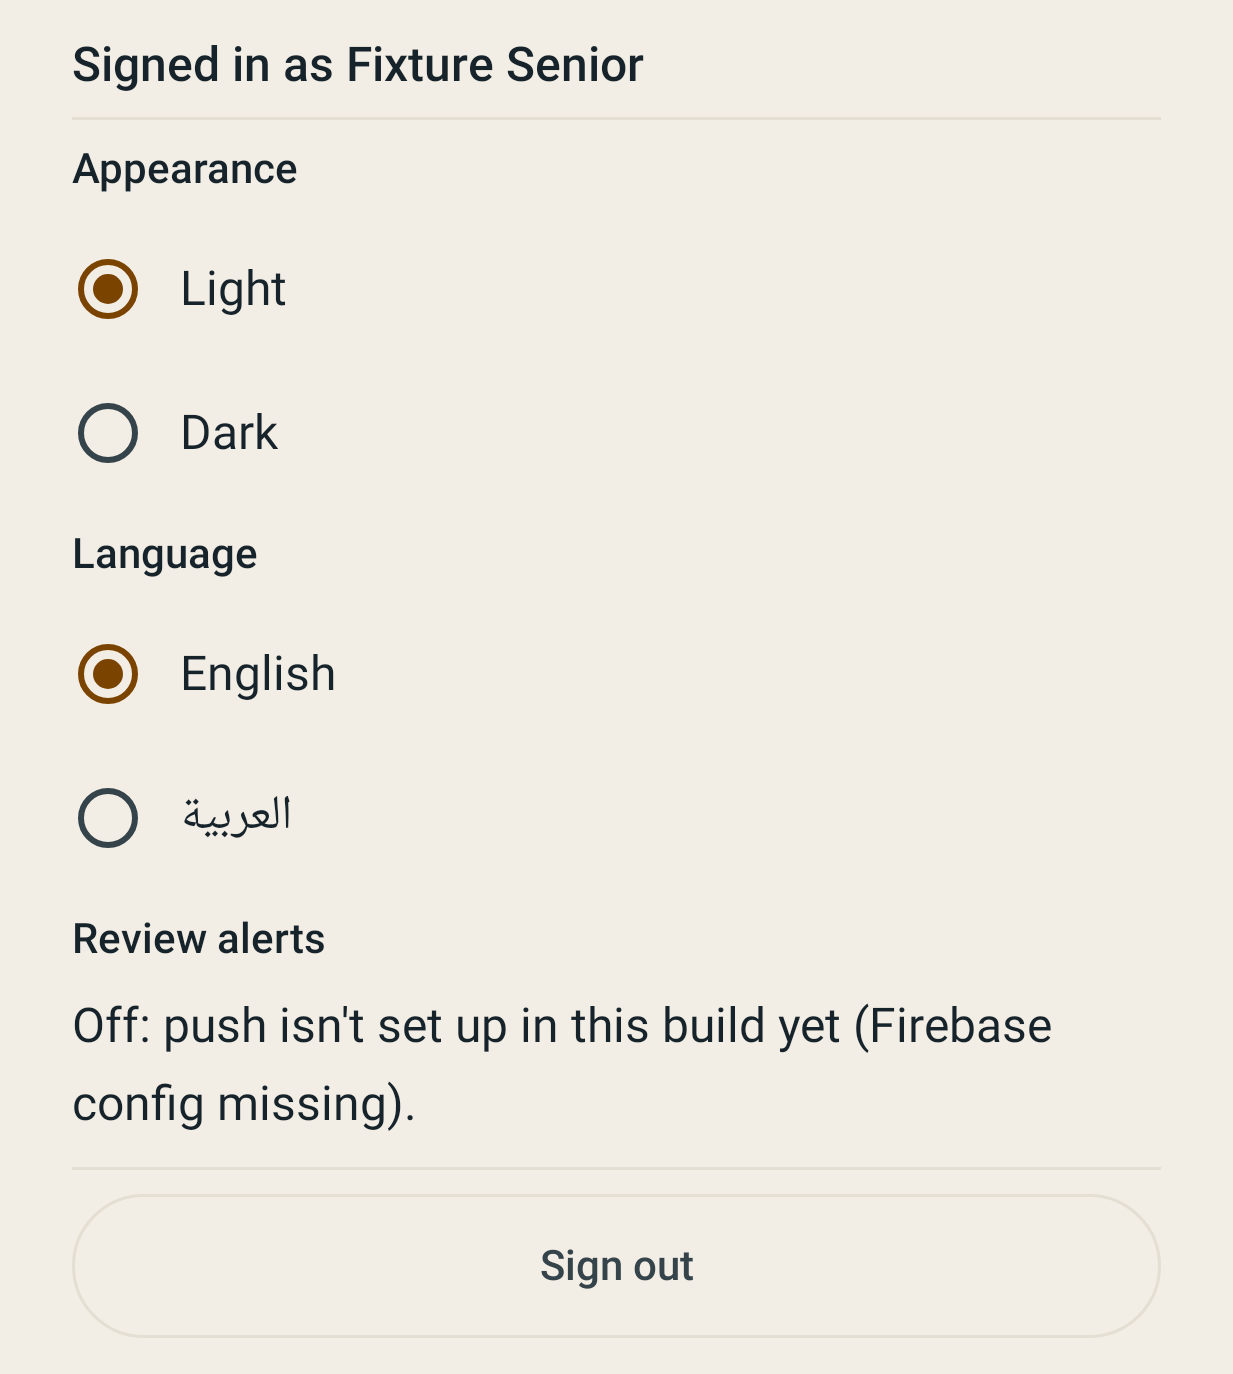 Signed in as Fixture Senior
Appearance
Light
Dark
Language
English
العربية
Review alerts
Off: push isn't set up in this build yet (Firebase
config missing).
Sign out